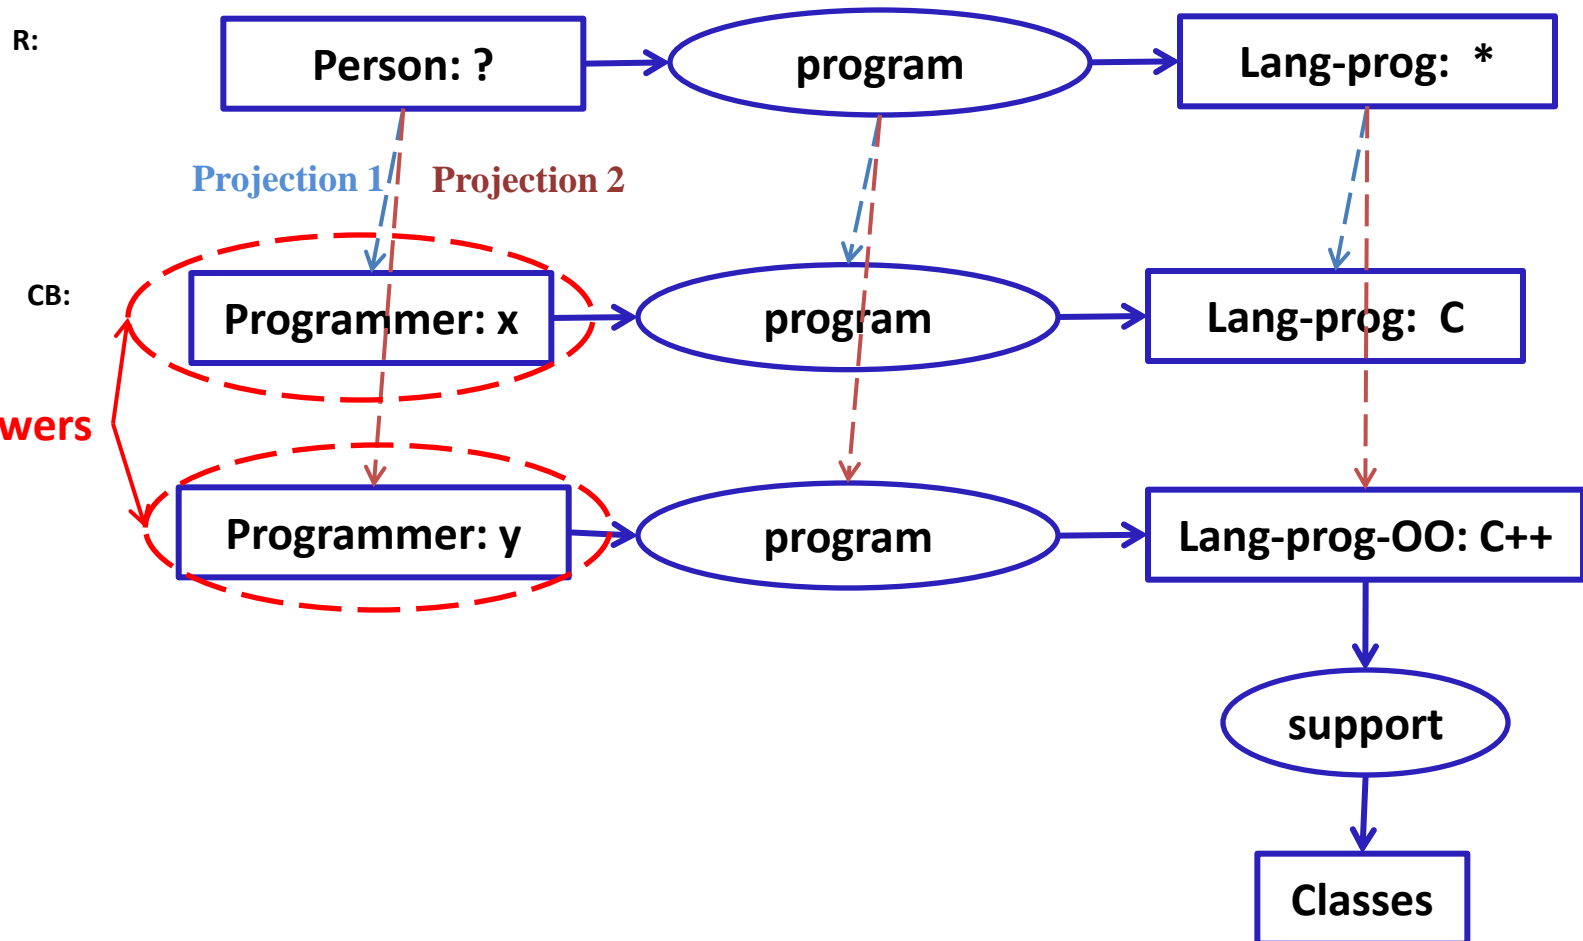 R:
Person: ?
program
Lang-prog: *
Projection 1
Projection 2
CB:
Programmer: x
program
Lang-prog: C
wers
Programmer: y
program
Lang-prog-OO: C++
support
Classes